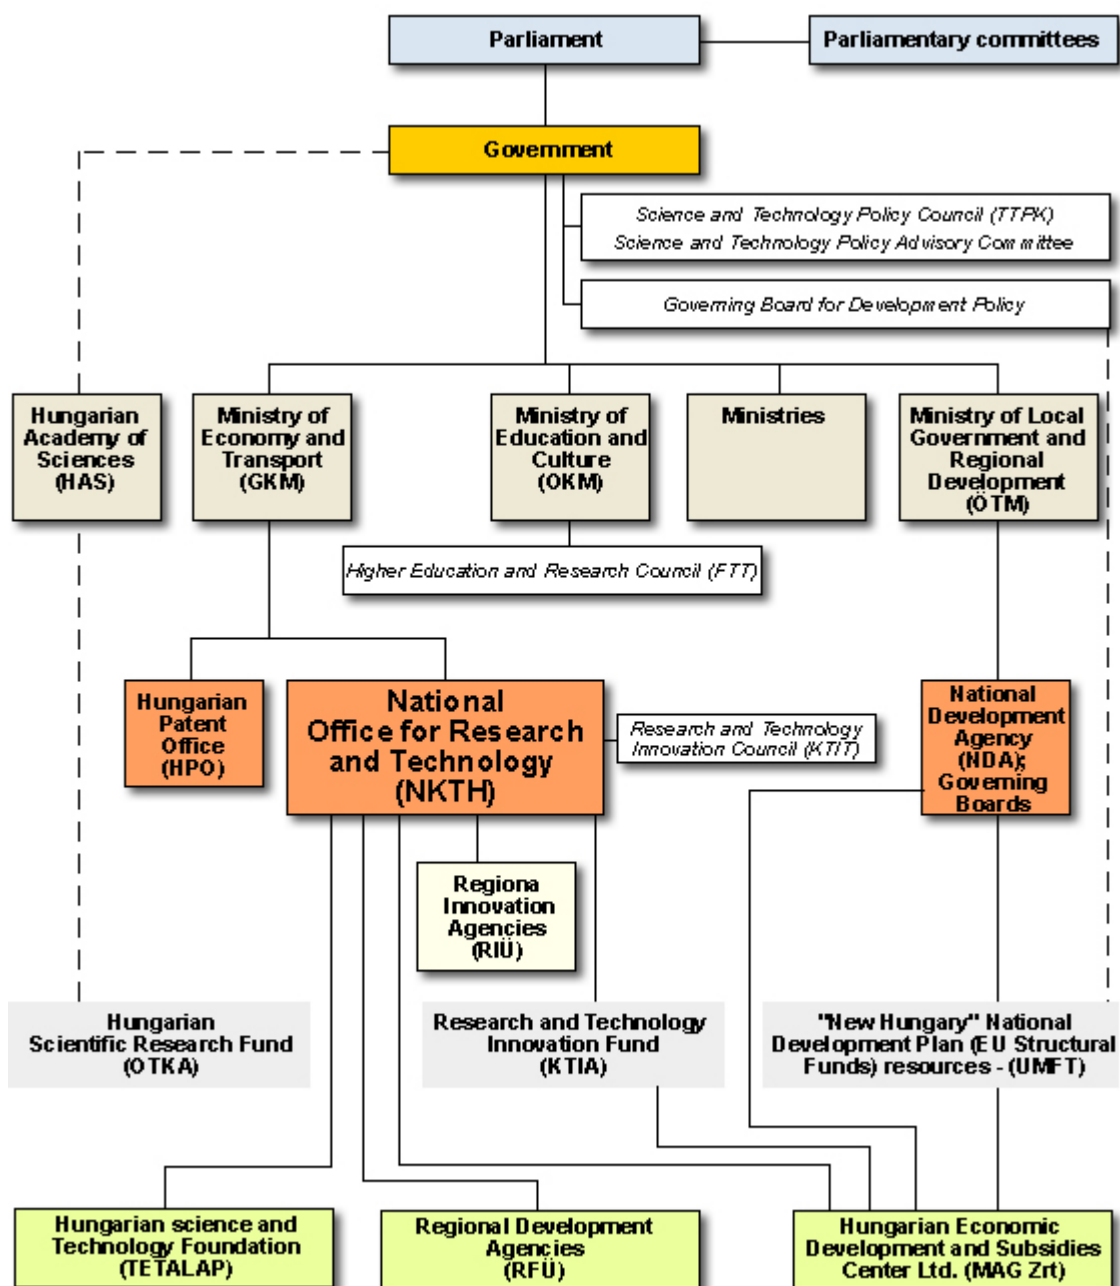 Parliament
Parliamentary committees
Government
Science and Technology Policy Council (TTPK)
Science and Technology Policy Advisory Committee
Governing Board for Development Policy
Hungarian
Academy of
Sciences
(HAS)
Ministry of
Economy and
Transport
(GKM)
Ministry of
Education and
Culture
(OKM)
Ministries
Ministry of Local
Government and
Regional
Development
(ÖTM)
Higher Education and Research Council (FTT)
Hungarian
Patent
Office
(HPO)
National
Office for Research
and Technology
(NKTH)
Research and Technology
Innovation Council (KTIT)
National
Development
Agency
(NDA);
Governing
Boards
Regiona
Innovation
Agencies
(RIÜ)
Hungarian
Scientific Research Fund
(OTKA)
Research and Technology
Innovation Fund
(KTIA)
"New Hungary" National
Development Plan (EU Structural
Funds) resources - (UMFT)
Hungarian science and
Technology Foundation
(TETALAP)
Regional Development
Agencies
(RFÜ)
Hungarian Economic
Development and Subsidies
Center Ltd. (MAG Zrt)